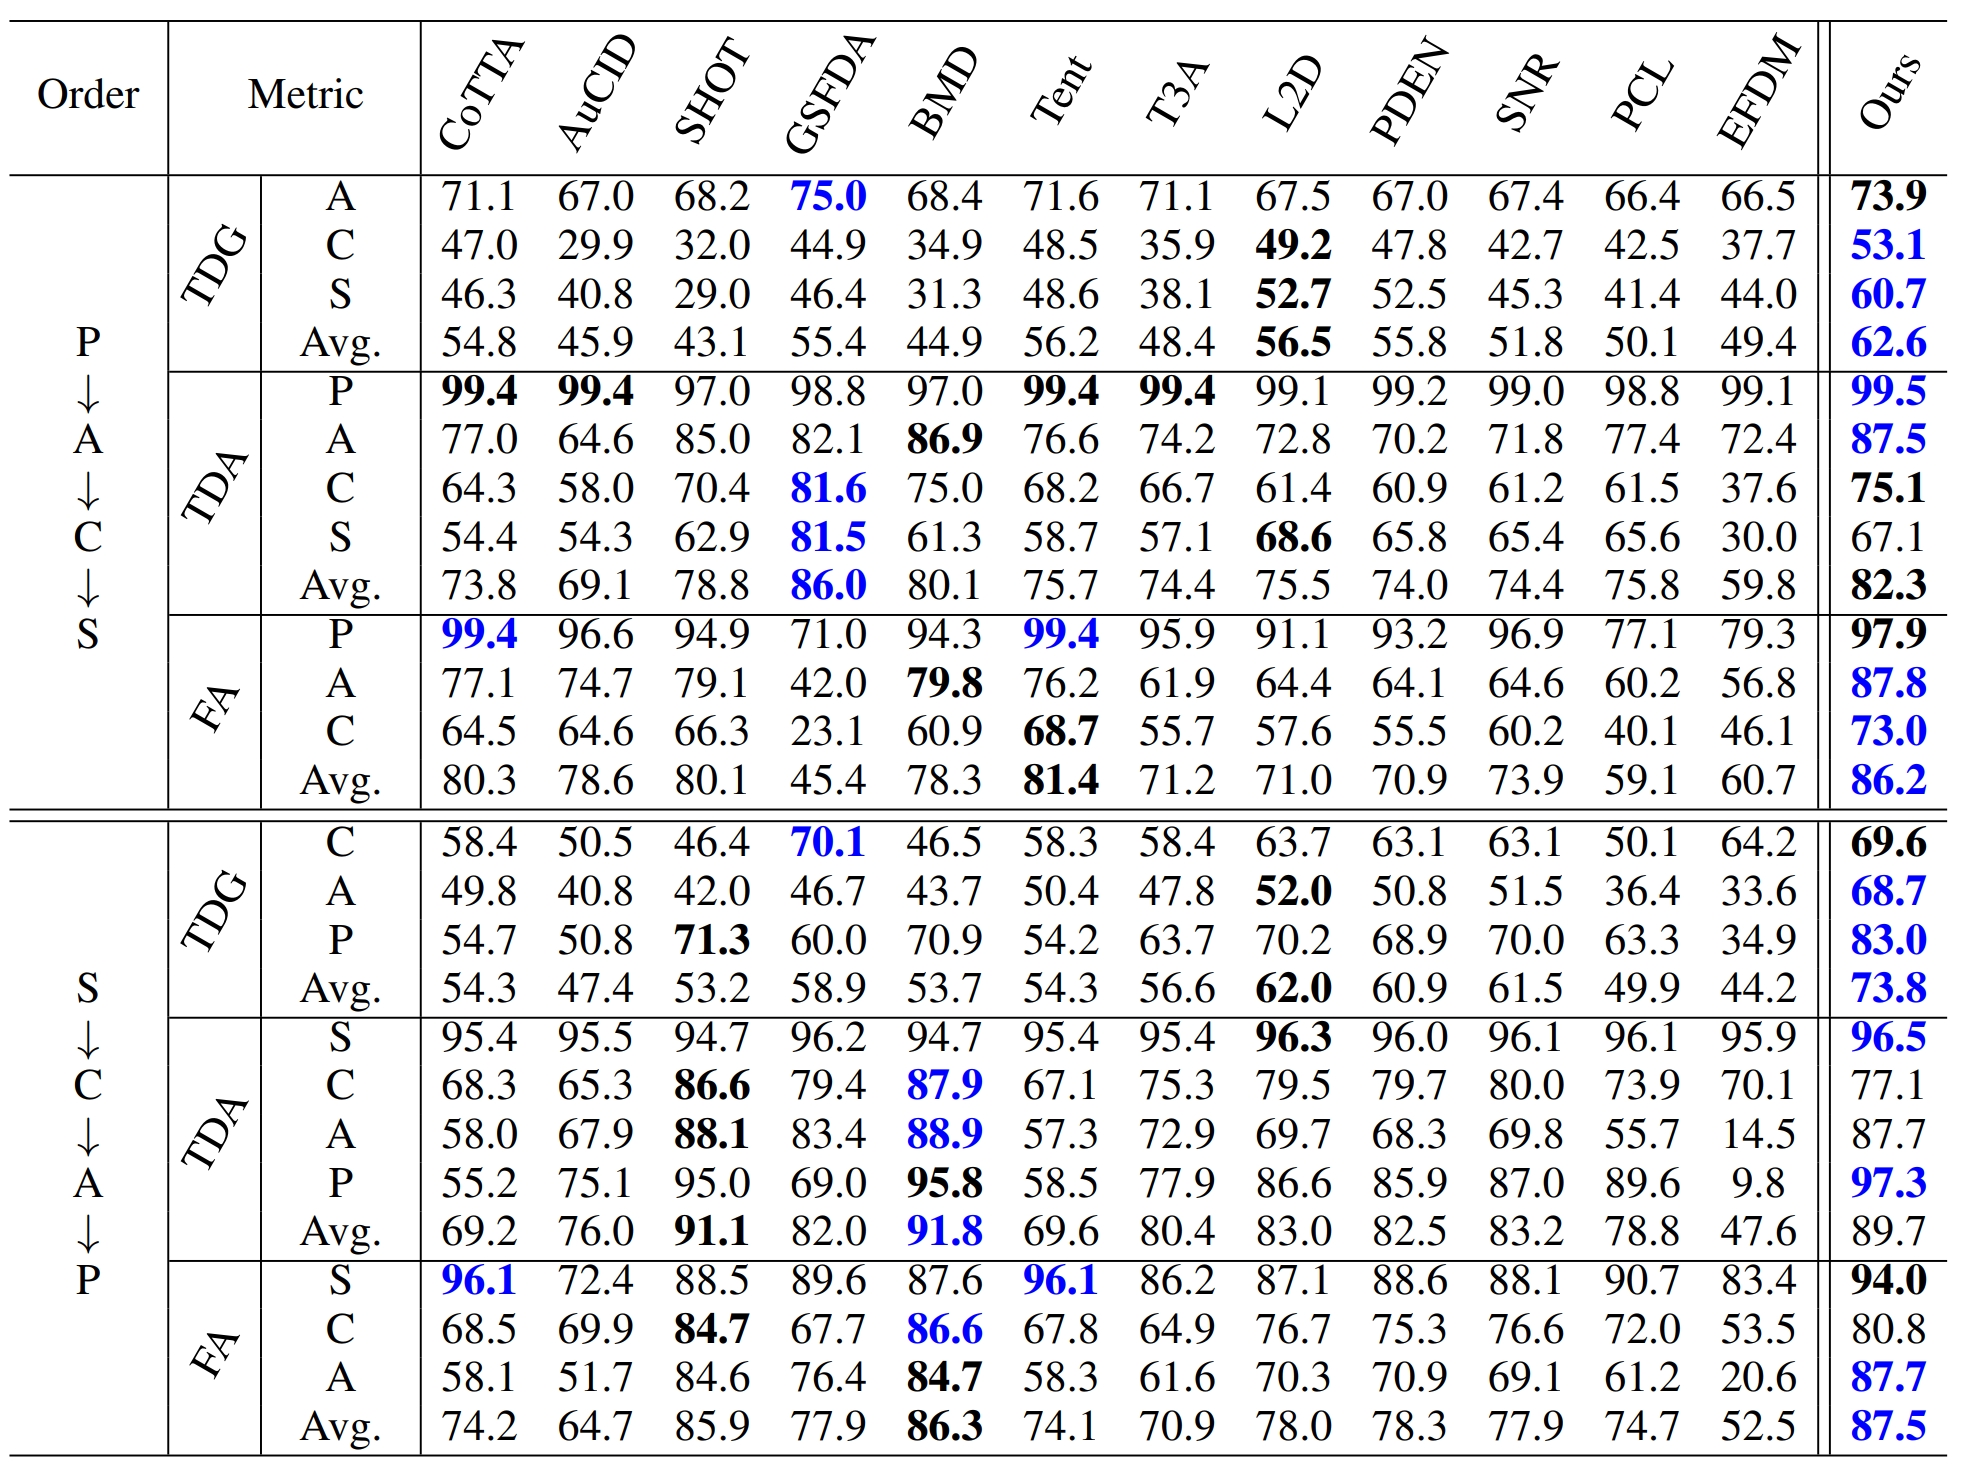 Order Metric CoTTA AuCID SHOT GSFDA BMD Tent T3A L2D PDEN SNR PCL EFDM Ours
P ↓ A ↓ C ↓ S
TDG
A 71.1 67.0 68.2 75.0 68.4 71.6 71.1 67.5 67.0 67.4 66.4 66.5 73.9
C 47.0 29.9 32.0 44.9 34.9 48.5 35.9 49.2 47.8 42.7 42.5 37.7 53.1
S 46.3 40.8 29.0 46.4 31.3 48.6 38.1 52.7 52.5 45.3 41.4 44.0 60.7
Avg. 54.8 45.9 43.1 55.4 44.9 56.2 48.4 56.5 55.8 51.8 50.1 49.4 62.6
TDA
P 99.4 99.4 97.0 98.8 97.0 99.4 99.4 99.1 99.2 99.0 98.8 99.1 99.5
A 77.0 64.6 85.0 82.1 86.9 76.6 74.2 72.8 70.2 71.8 77.4 72.4 87.5
C 64.3 58.0 70.4 81.6 75.0 68.2 66.7 61.4 60.9 61.2 61.5 37.6 75.1
S 54.4 54.3 62.9 81.5 61.3 58.7 57.1 68.6 65.8 65.4 65.6 30.0 67.1
Avg. 73.8 69.1 78.8 86.0 80.1 75.7 74.4 75.5 74.0 74.4 75.8 59.8 82.3
FA
P 99.4 96.6 94.9 71.0 94.3 99.4 95.9 91.1 93.2 96.9 77.1 79.3 97.9
A 77.1 74.7 79.1 42.0 79.8 76.2 61.9 64.4 64.1 64.6 60.2 56.8 87.8
C 64.5 64.6 66.3 23.1 60.9 68.7 55.7 57.6 55.5 60.2 40.1 46.1 73.0
Avg. 80.3 78.6 80.1 45.4 78.3 81.4 71.2 71.0 70.9 73.9 59.1 60.7 86.2
S ↓ C ↓ A ↓ P
TDG
C 58.4 50.5 46.4 70.1 46.5 58.3 58.4 63.7 63.1 63.1 50.1 64.2 69.6
A 49.8 40.8 42.0 46.7 43.7 50.4 47.8 52.0 50.8 51.5 36.4 33.6 68.7
P 54.7 50.8 71.3 60.0 70.9 54.2 63.7 70.2 68.9 70.0 63.3 34.9 83.0
Avg. 54.3 47.4 53.2 58.9 53.7 54.3 56.6 62.0 60.9 61.5 49.9 44.2 73.8
TDA
S 95.4 95.5 94.7 96.2 94.7 95.4 95.4 96.3 96.0 96.1 96.1 95.9 96.5
C 68.3 65.3 86.6 79.4 87.9 67.1 75.3 79.5 79.7 80.0 73.9 70.1 77.1
A 58.0 67.9 88.1 83.4 88.9 57.3 72.9 69.7 68.3 69.8 55.7 14.5 87.7
P 55.2 75.1 95.0 69.0 95.8 58.5 77.9 86.6 85.9 87.0 89.6 9.8 97.3
Avg. 69.2 76.0 91.1 82.0 91.8 69.6 80.4 83.0 82.5 83.2 78.8 47.6 89.7
FA
S 96.1 72.4 88.5 89.6 87.6 96.1 86.2 87.1 88.6 88.1 90.7 83.4 94.0
C 68.5 69.9 84.7 67.7 86.6 67.8 64.9 76.7 75.3 76.6 72.0 53.5 80.8
A 58.1 51.7 84.6 76.4 84.7 58.3 61.6 70.3 70.9 69.1 61.2 20.6 87.7
Avg. 74.2 64.7 85.9 77.9 86.3 74.1 70.9 78.0 78.3 77.9 74.7 52.5 87.5